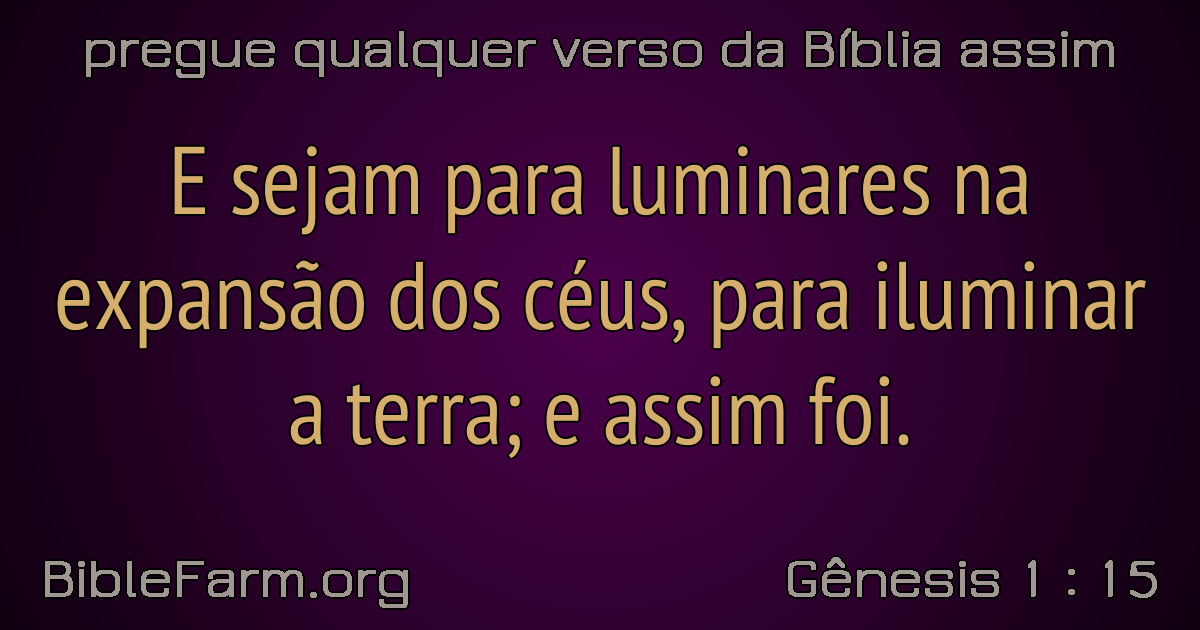 pregue qualquer verso da Bíblia assim
E sejam para luminares na
expansão dos céus, para iluminar
a terra; e assim foi.
BibleFarm.org
Gênesis 1 : 15